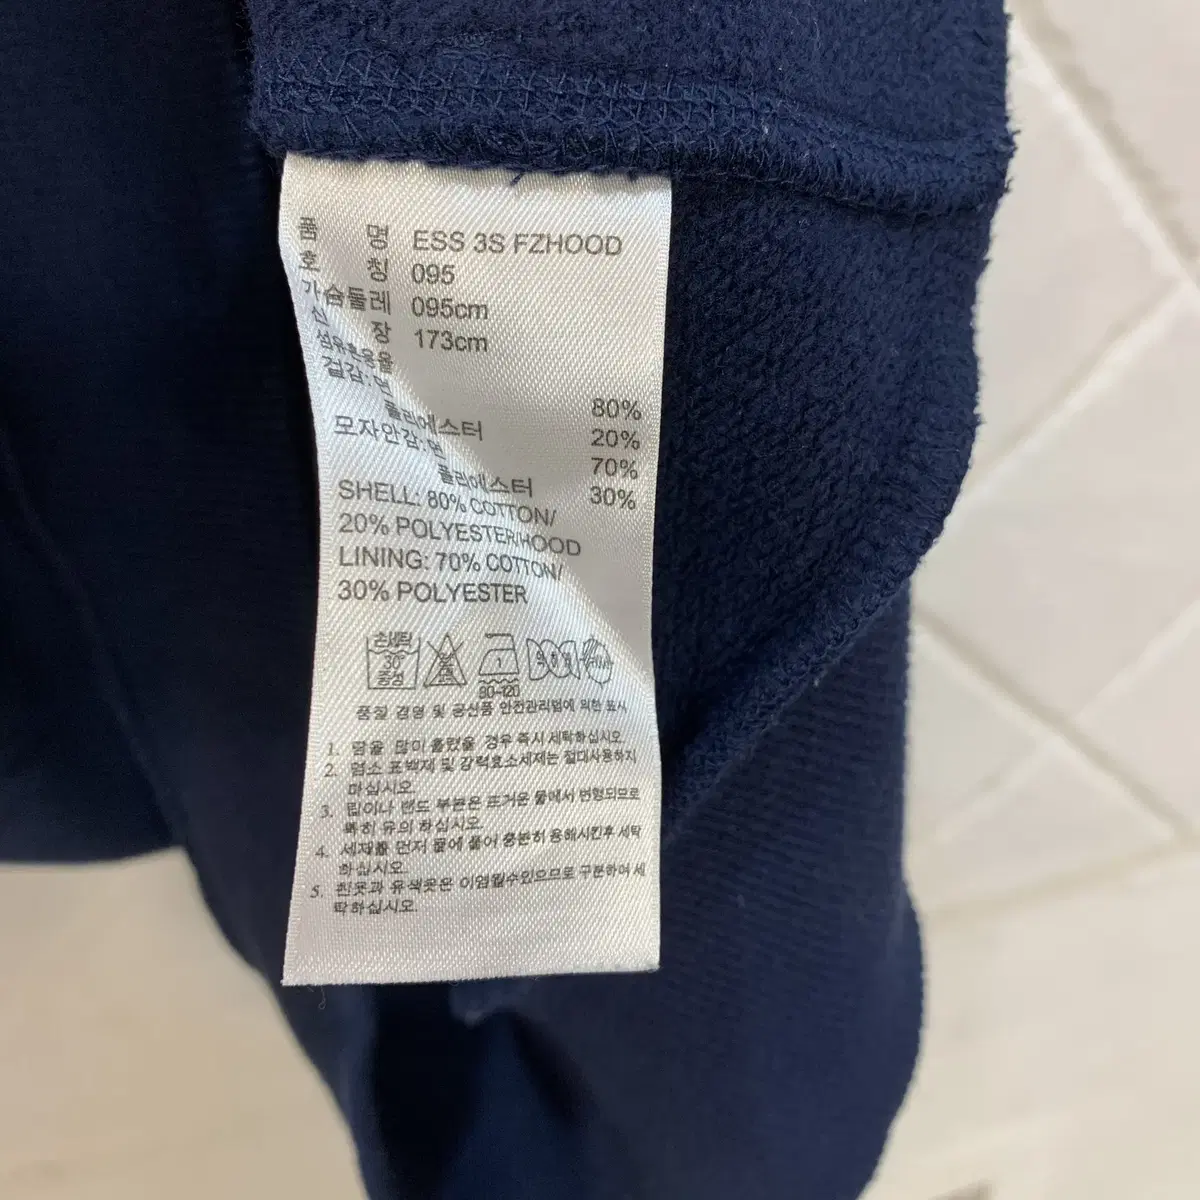 품 명 ESS 3S FZHOOD
호 칭 095
가슴둘레 095cm
신 장 173cm
섬유혼용율
겉감:면 80%
폴리에스터 20%
모자안감:면 70%
폴리에스터 30%
SHELL: 80% COTTON/
20% POLYESTER/HOOD
LINING: 70% COTTON/
30% POLYESTER
손세탁
30°
중성
1
80-120
품질 경영 및 공산품 안전관리법에 의한 표시
1. 땀을 많이 흘렸을 경우 즉시 세탁하십시오.
2. 염소 표백제 및 강력효소세제는 절대사용하지
마십시오.
3. 립이나 밴드 부분은 뜨거운 물에서 변형되므로
특히 유의 하십시오.
4. 세제를 먼저 물에 풀어 충분히 용해시킨후 세탁
하십시오.
5. 흰옷과 유색옷은 이염될수있으므로 구분하여 세
탁하십시오.